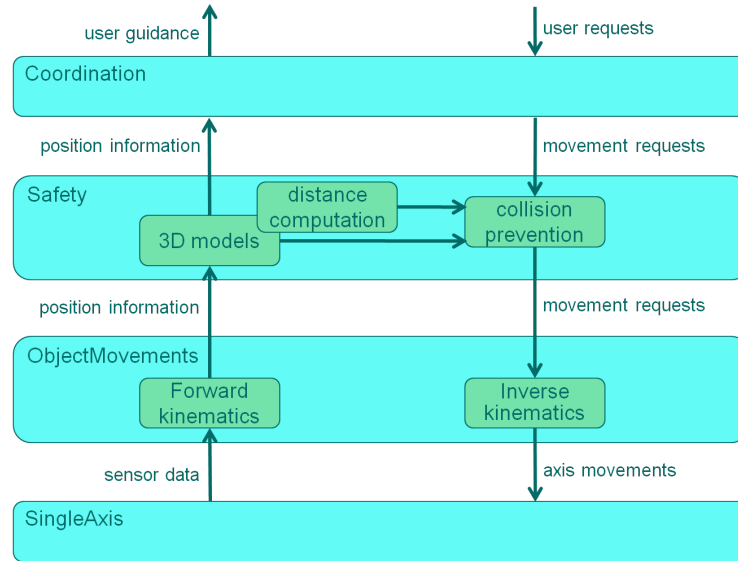 user guidance
user requests
Coordination
position information
movement requests
Safety
distance
computation
collision
prevention
3D models
position information
movement requests
ObjectMovements
Forward
kinematics
Inverse
kinematics
sensor data
axis movements
SingleAxis